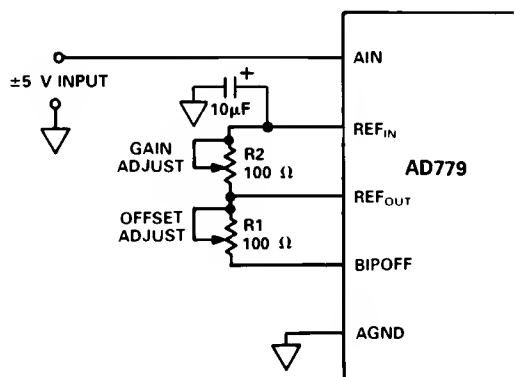 AIN
±5 V INPUT
+
10µF
REFIN
GAIN
ADJUST
R2
100 Ω
AD779
REFOUT
OFFSET
ADJUST
R1
100 Ω
BIPOFF
AGND